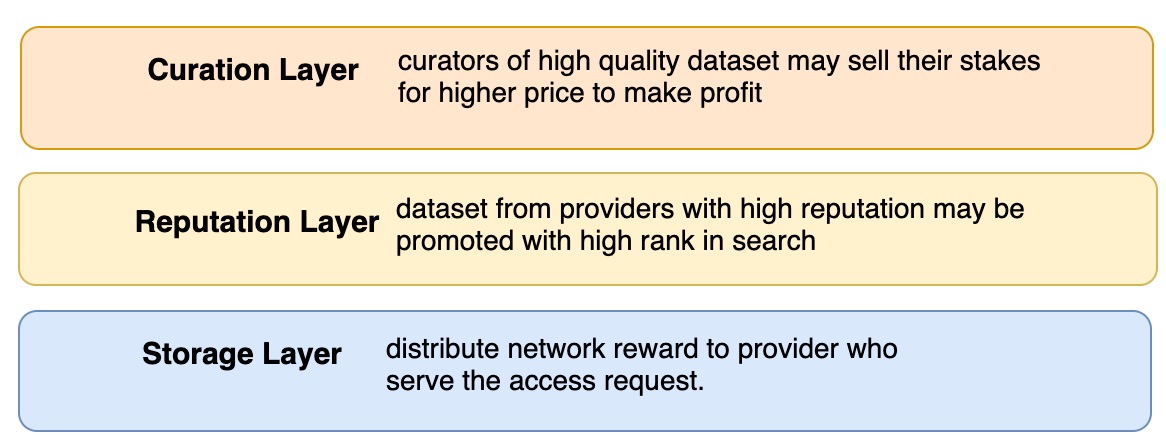 Curation Layer
curators of high quality dataset may sell their stakes
for higher price to make profit
Reputation Layer
dataset from providers with high reputation may be
promoted with high rank in search
Storage Layer
distribute network reward to provider who
serve the access request.